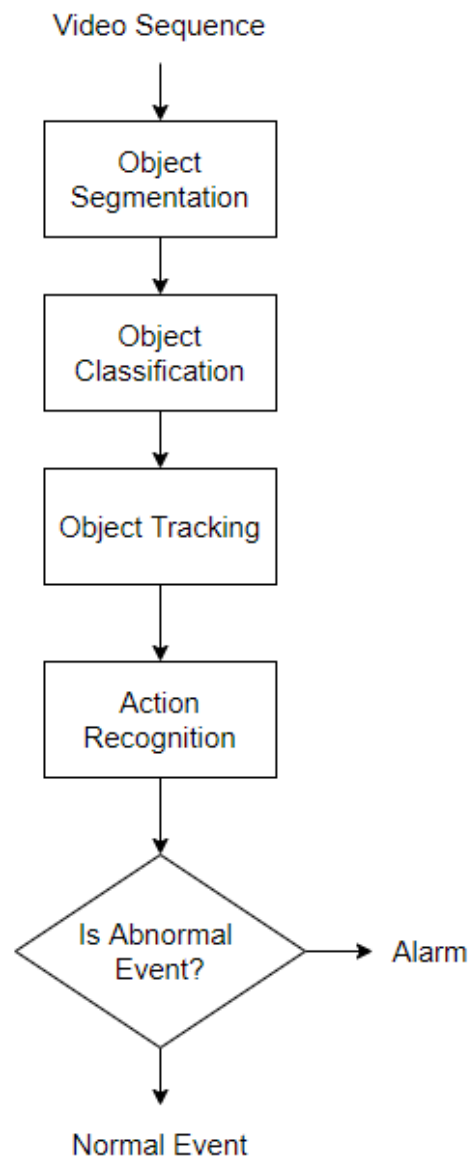 Video Sequence
Object
Segmentation
Object
Classification
Object Tracking
Action
Recognition
Is Abnormal
Event?
Alarm
Normal Event